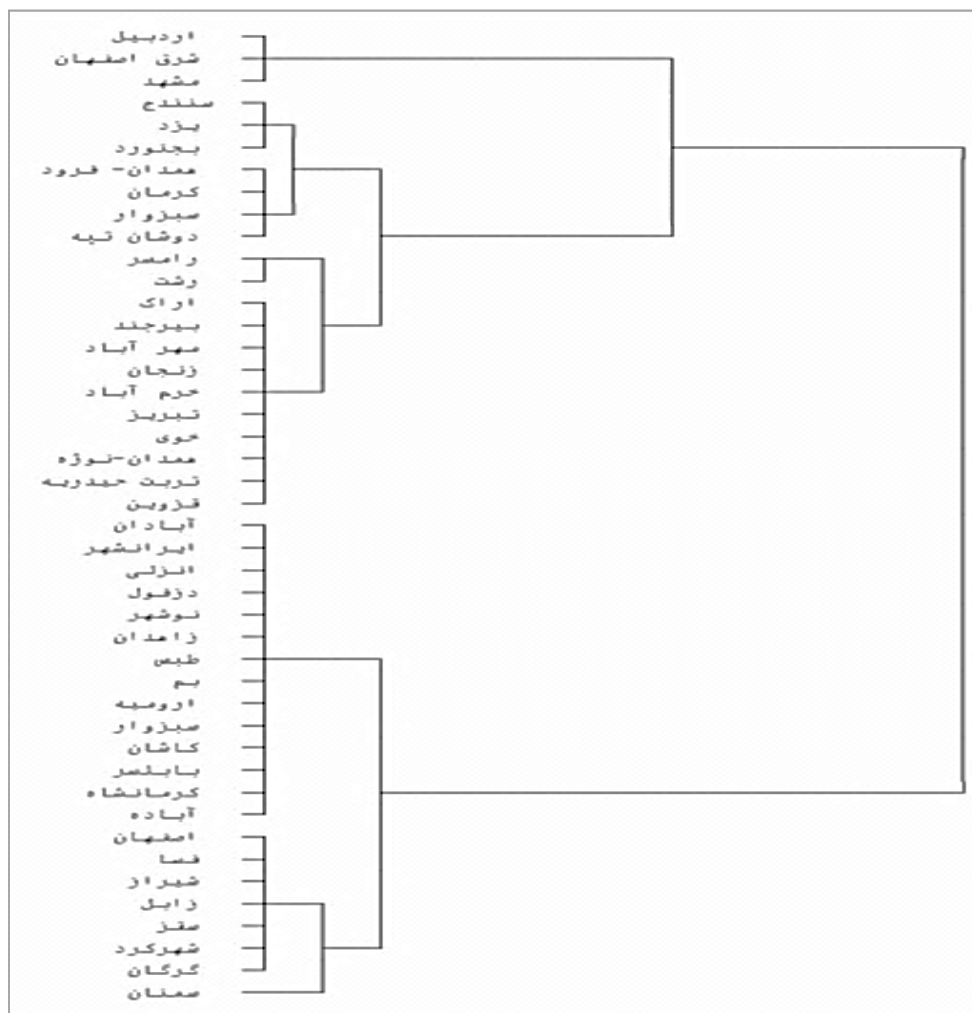 اردبیل
شرق اصفهان
مشهد
سنندج
یزد
بجنورد
همدان- فرود
کرمان
سبزوار
دوشان تپه
رامسر
رشت
اراک
بیرجند
مهر آباد
زنجان
خرم آباد
تبریز
خوی
همدان-نوژه
تربت حیدریه
قزوین
آبادان
ایرانشهر
انزلی
دزفول
نوشهر
زاهدان
طبس
بم
ارومیه
سبزوار
کاشان
بابلسر
کرمانشاه
آباده
اصفهان
فسا
شیراز
زابل
سقز
شهرکرد
گرگان
سمنان